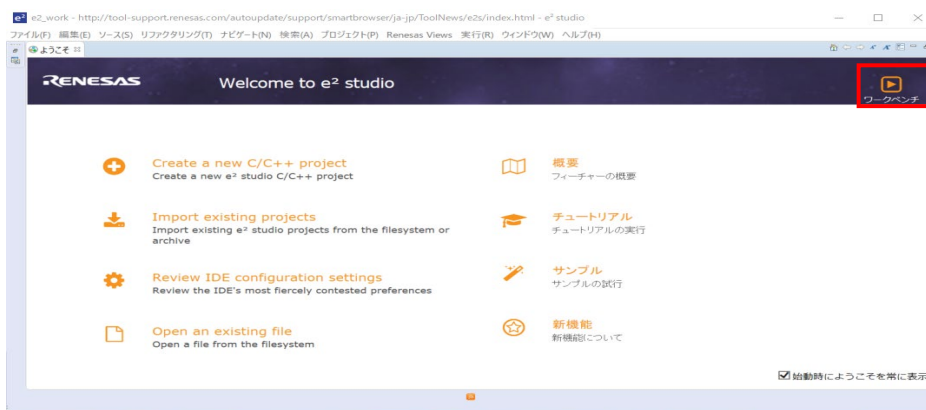 e2_work - http://tool-support.renesas.com/autoupdate/support/smartbrowser/ja-jp/ToolNews/e2s/index.html - e² studio
ファイル(F) 編集(E) ソース(S) リファクタリング(T) ナビゲート(N) 検索(A) プロジェクト(P) Renesas Views 実行(R) ウィンドウ(W) ヘルプ(H)
ようこそ
RENESAS Welcome to e² studio
ワークベンチ
Create a new C/C++ project
Create a new e² studio C/C++ project
Import existing projects
Import existing e² studio projects from the filesystem or
archive
Review IDE configuration settings
Review the IDE's most fiercely contested preferences
Open an existing file
Open a file from the filesystem
概要
フィーチャーの概要
チュートリアル
チュートリアルの実行
サンプル
サンプルの試行
新機能
新機能について
始動時にようこそを常に表示